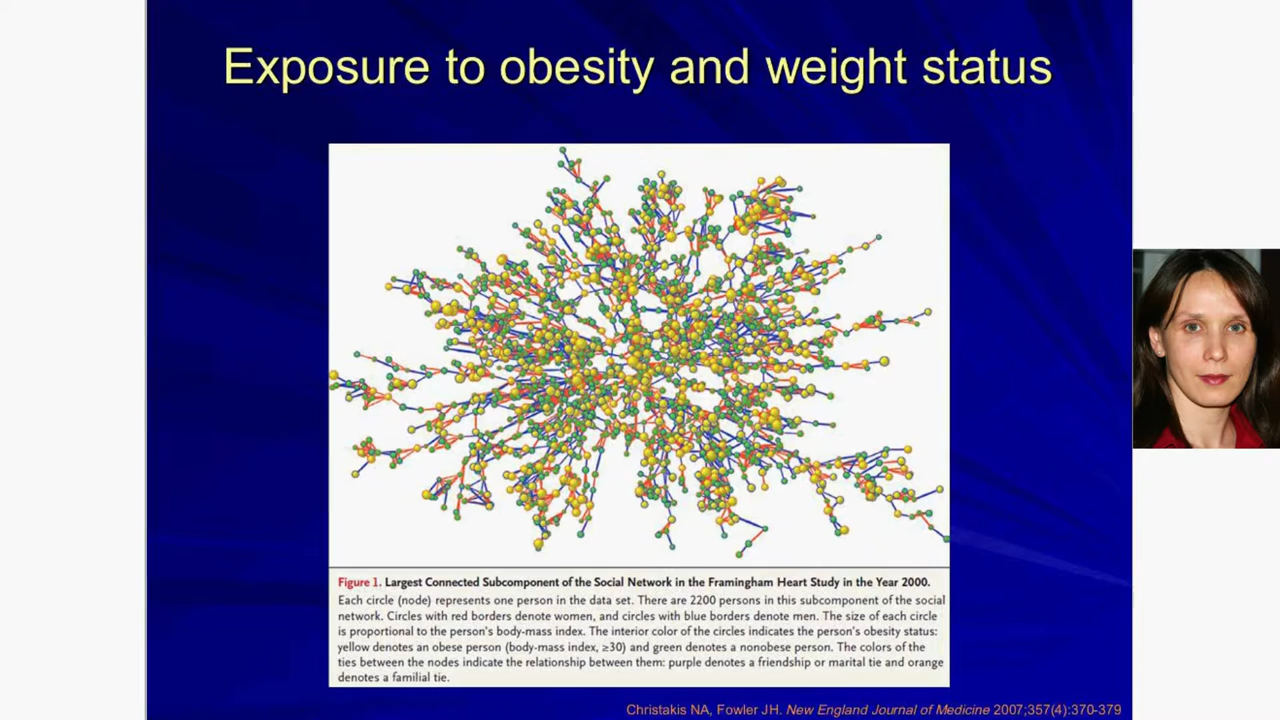 Exposure to obesity and weight status
Figure 1. Largest Connected Subcomponent of the Social Network in the Framingham Heart Study in the Year 2000.
Each circle (node) represents one person in the data set. There are 2200 persons in this subcomponent of the social
network. Circles with red borders denote women, and circles with blue borders denote men. The size of each circle
is proportional to the person's body-mass index. The interior color of the circles indicates the person's obesity status:
yellow denotes an obese person (body-mass index, ≥30) and green denotes a nonobese person. The colors of the
ties between the nodes indicate the relationship between them: purple denotes a friendship or marital tie and orange
denotes a familial tie.
Christakis NA, Fowler JH. New England Journal of Medicine 2007;357(4):370-379